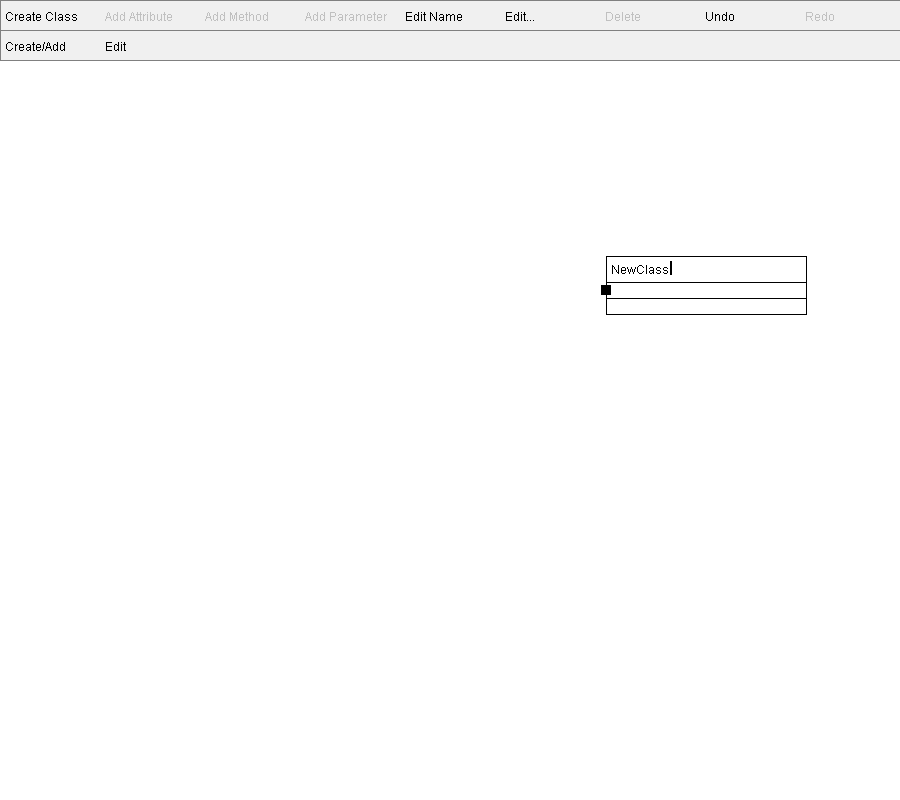 Create Class Add Attribute Add Method Add Parameter Edit Name Edit... Delete Undo Redo
Create/Add Edit
NewClass